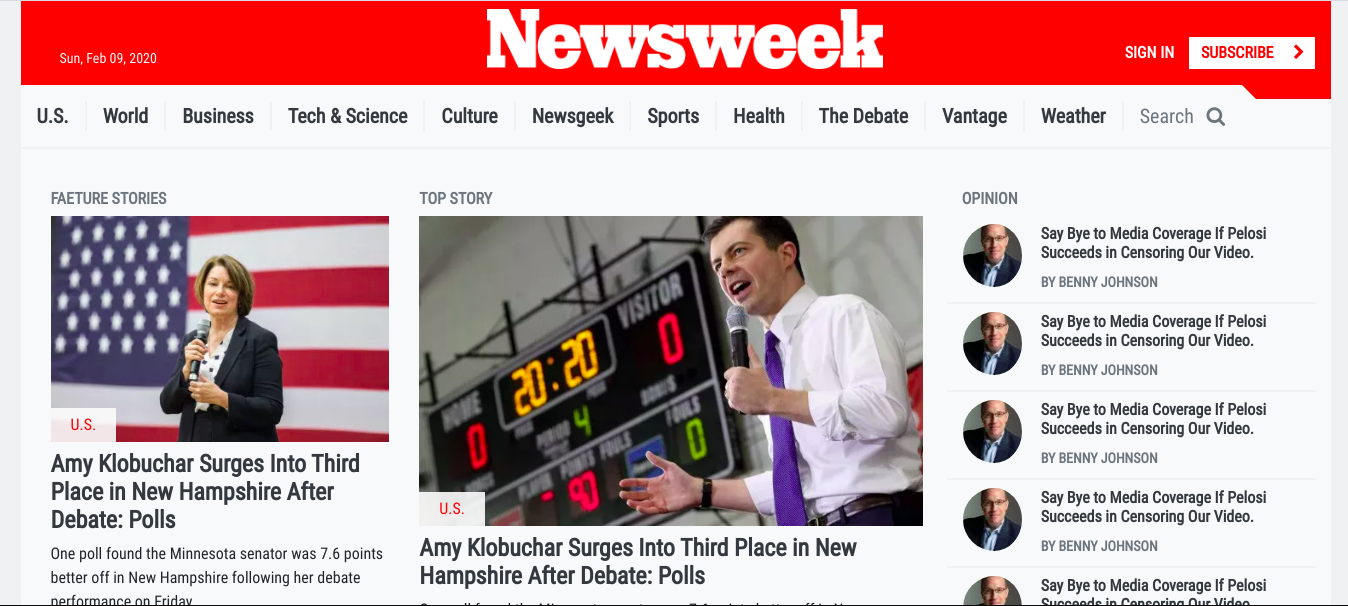 Newsweek
Sun, Feb 09, 2020
SIGN IN
SUBSCRIBE
U.S.
World
Business
Tech & Science
Culture
Newsgeek
Sports
Health
The Debate
Vantage
Weather
Search
FAETURE STORIES
U.S.
Amy Klobuchar Surges Into Third
Place in New Hampshire After
Debate: Polls
One poll found the Minnesota senator was 7.6 points
better off in New Hampshire following her debate
performance on Friday
TOP STORY
VISITOR
20:20
0
HOME
0
PERIOD
4
FOULS
0
POINTS FOULS
90
U.S.
Amy Klobuchar Surges Into Third Place in New
Hampshire After Debate: Polls
OPINION
Say Bye to Media Coverage If Pelosi
Succeeds in Censoring Our Video.
BY BENNY JOHNSON
Say Bye to Media Coverage If Pelosi
Succeeds in Censoring Our Video.
BY BENNY JOHNSON
Say Bye to Media Coverage If Pelosi
Succeeds in Censoring Our Video.
BY BENNY JOHNSON
Say Bye to Media Coverage If Pelosi
Succeeds in Censoring Our Video.
BY BENNY JOHNSON
Say Bye to Media Coverage If Pelosi
Succeeds in Censoring Our Video.